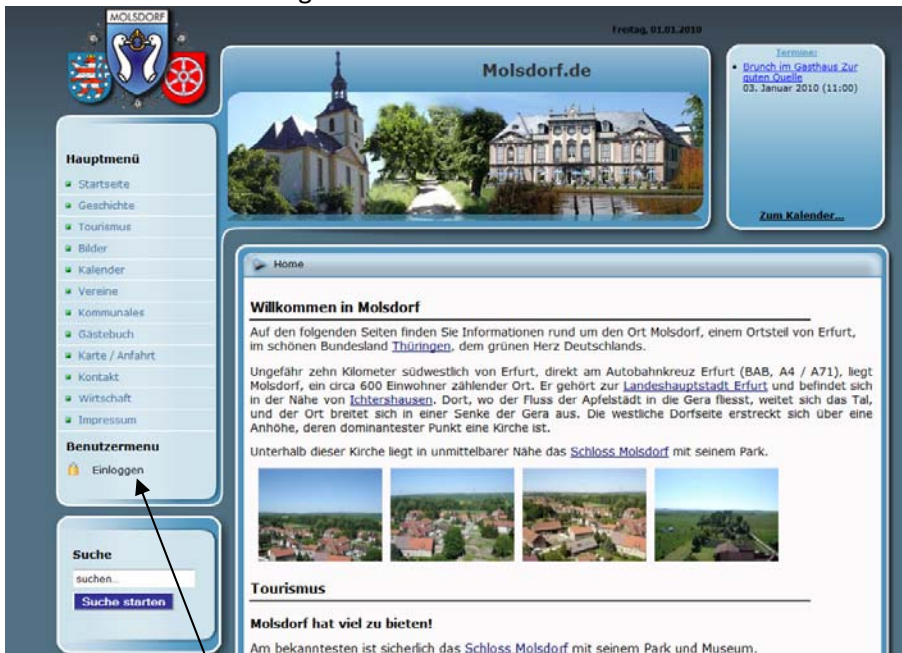 MOLSDORF
Freitag, 01.01.2010
Molsdorf.de
Termine:
Brunch im Gasthaus Zur
guten Quelle
03. Januar 2010 (11:00)
Zum Kalender...
Hauptmenü
Startseite
Geschichte
Tourismus
Bilder
Kalender
Vereine
Kommunales
Gästebuch
Karte / Anfahrt
Kontakt
Wirtschaft
Impressum
Benutzermenu
Einloggen
Suche
suchen...
Suche starten
Home
Willkommen in Molsdorf
Auf den folgenden Seiten finden Sie Informationen rund um den Ort Molsdorf, einem Ortsteil von Erfurt,
im schönen Bundesland Thüringen, dem grünen Herz Deutschlands.
Ungefähr zehn Kilometer südwestlich von Erfurt, direkt am Autobahnkreuz Erfurt (BAB, A4 / A71), liegt
Molsdorf, ein circa 600 Einwohner zählender Ort. Er gehört zur Landeshauptstadt Erfurt und befindet sich
in der Nähe von Ichtershausen. Dort, wo der Fluss der Apfelstädt in die Gera fliesst, weitet sich das Tal,
und der Ort breitet sich in einer Senke der Gera aus. Die westliche Dorfseite erstreckt sich über eine
Anhöhe, deren dominantester Punkt eine Kirche ist.
Unterhalb dieser Kirche liegt in unmittelbarer Nähe das Schloss Molsdorf mit seinem Park.
Tourismus
Molsdorf hat viel zu bieten!
Am bekanntesten ist sicherlich das Schloss Molsdorf mit seinem Park und Museum.